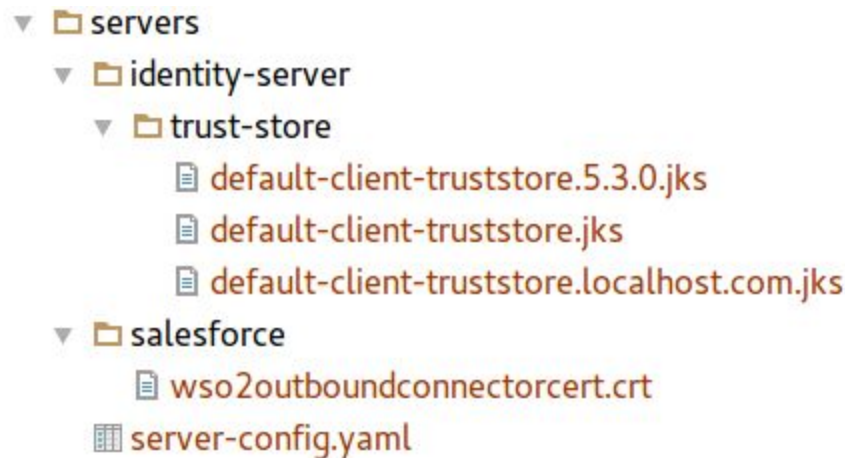 servers
identity-server
trust-store
default-client-truststore.5.3.0.jks
default-client-truststore.jks
default-client-truststore.localhost.com.jks
salesforce
wso2outboundconnectorcert.crt
server-config.yaml